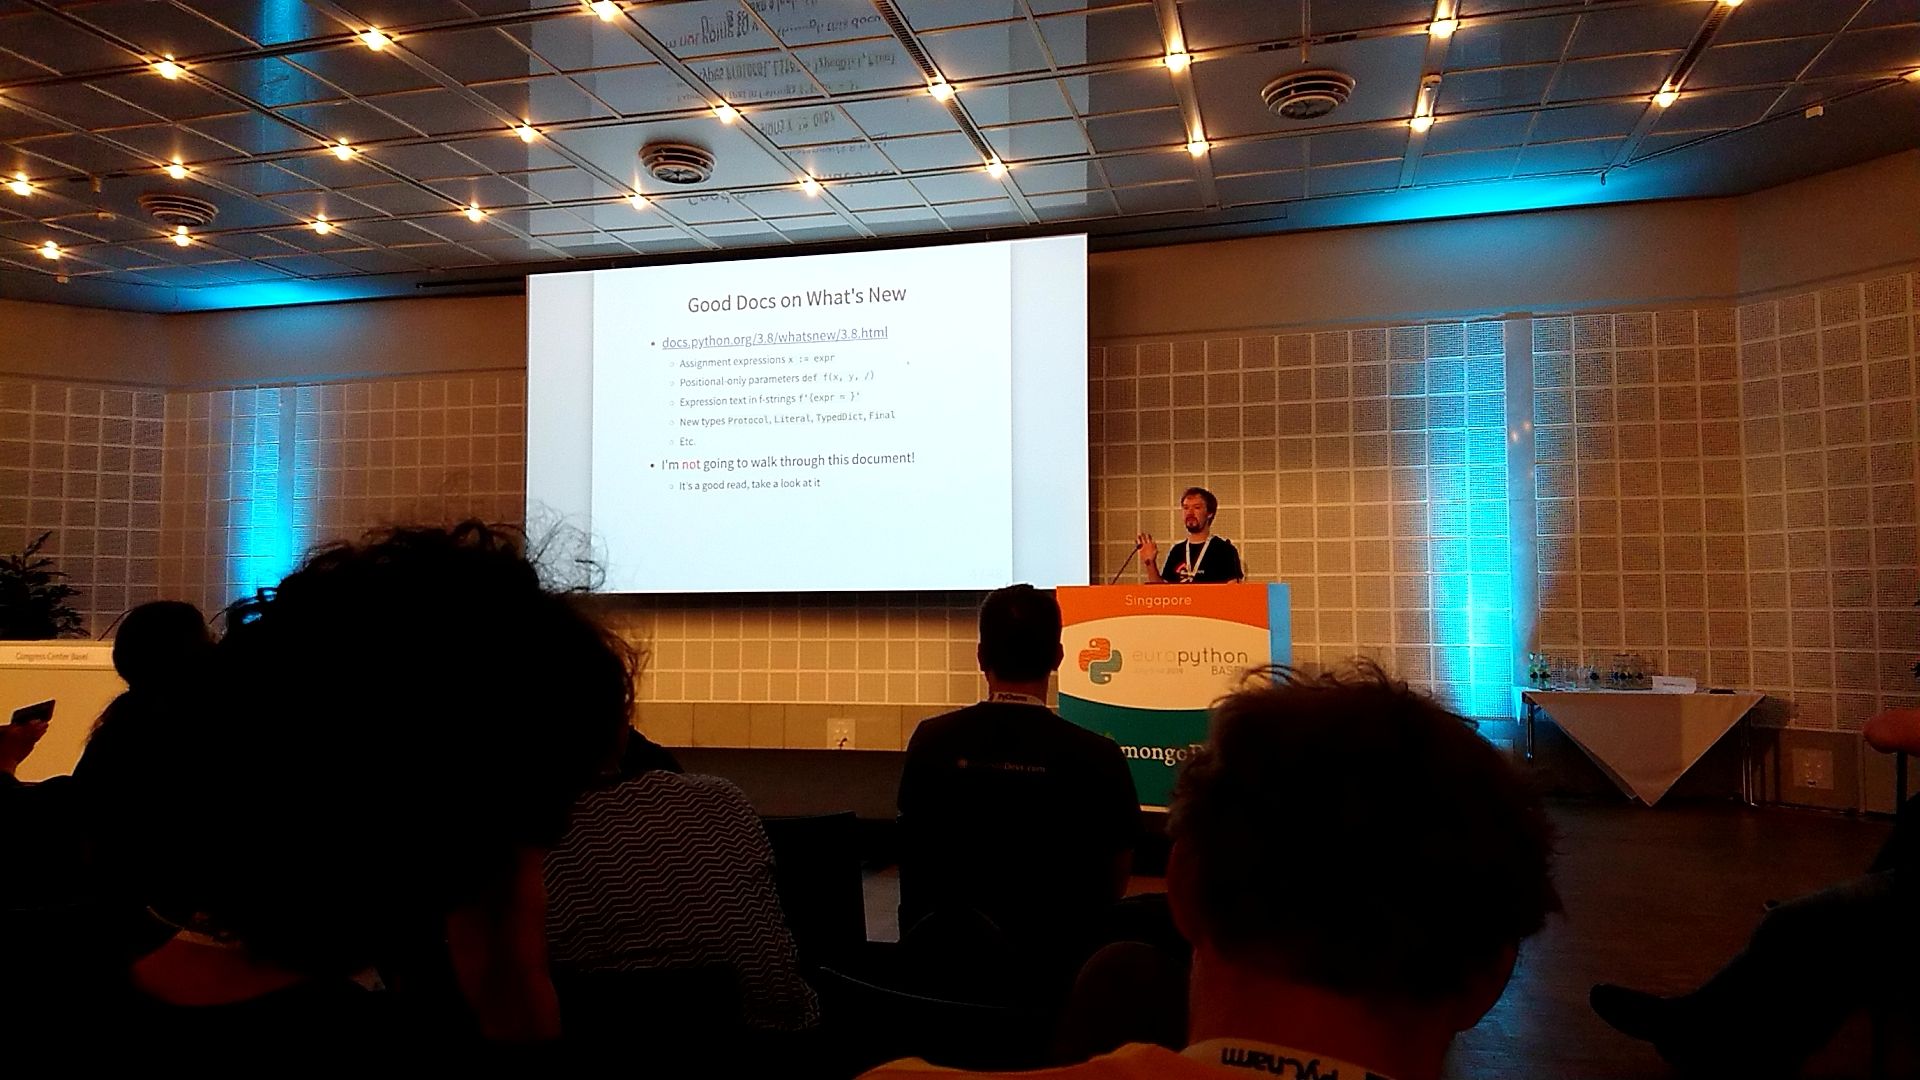 Good Docs on What's New
docs.python.org/3.8/whatsnew/3.8.html
Assignment expressions x := expr
Positional-only parameters def f(x, y, /)
Expression text in f-strings f'{expr = }'
New types Protocol, Literal, TypedDict, Final
Etc.
I'm not going to walk through this document!
It's a good read, take a look at it
Singapore
europython
BASEL
mongoD
Congress Center Basel
PyCharm
PyCharm